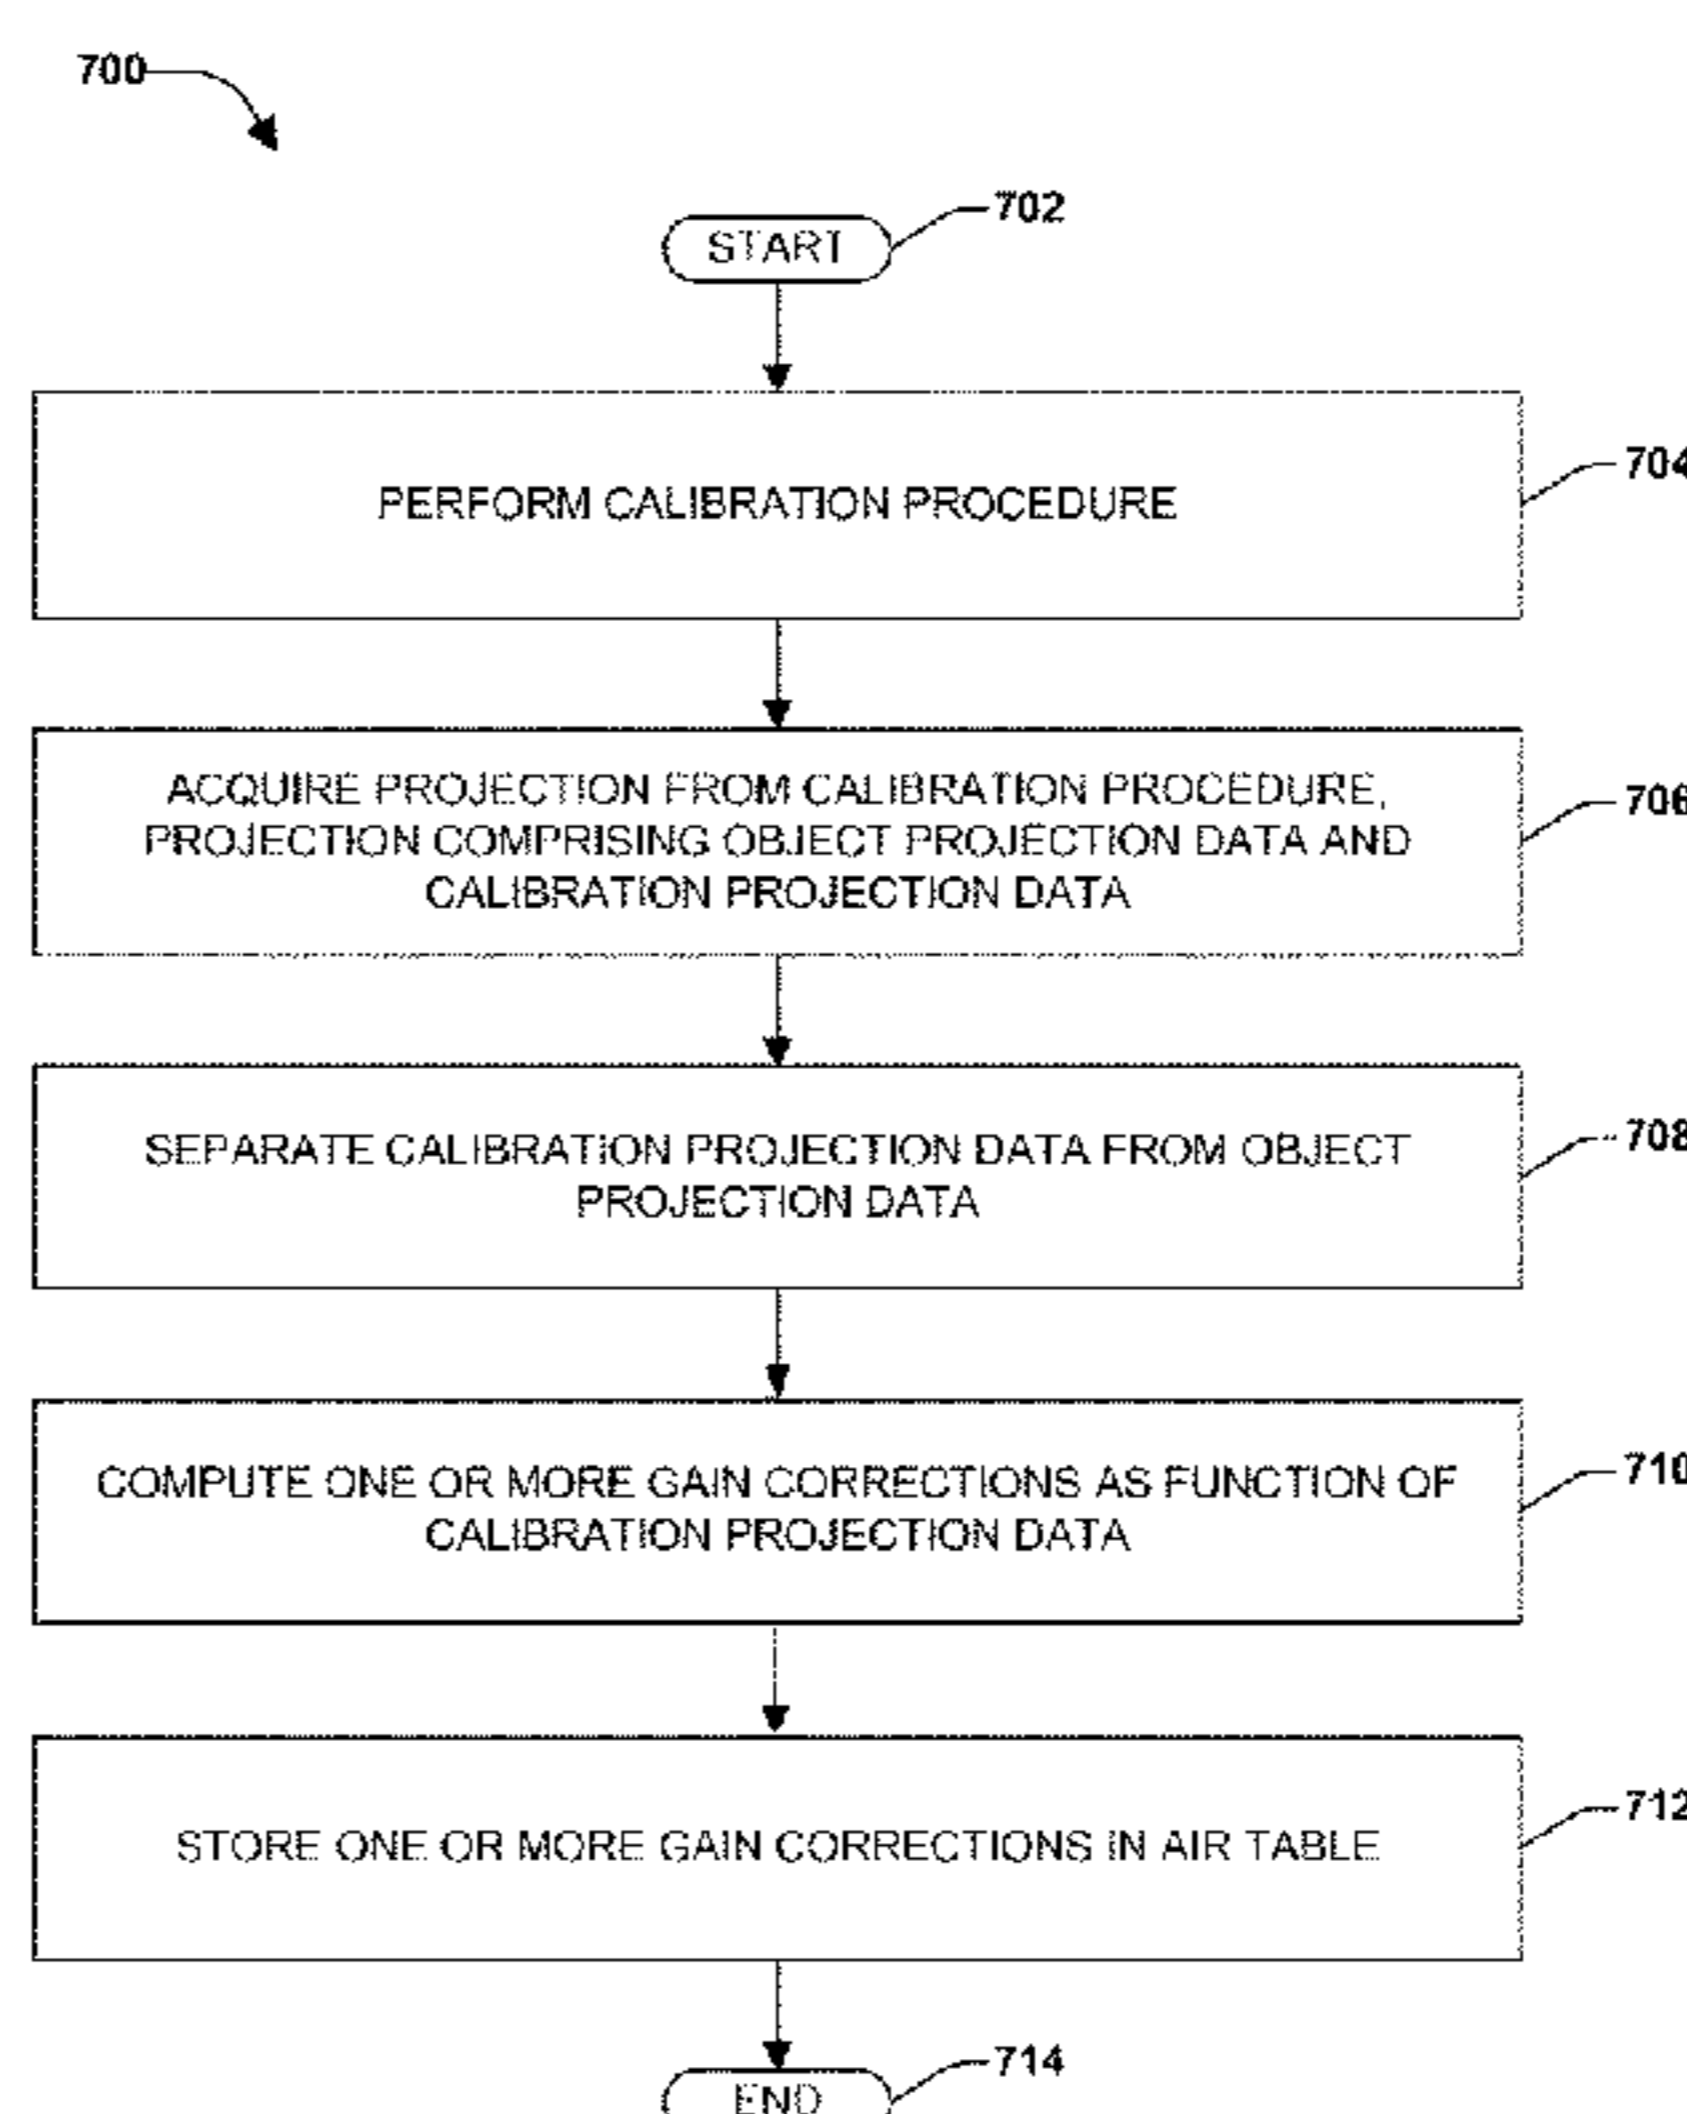 700
702
START
704
PERFORM CALIBRATION PROCEDURE
706
ACQUIRE PROJECTION FROM CALIBRATION PROCEDURE,
PROJECTION COMPRISING OBJECT PROJECTION DATA AND
CALIBRATION PROJECTION DATA
708
SEPARATE CALIBRATION PROJECTION DATA FROM OBJECT
PROJECTION DATA
710
COMPUTE ONE OR MORE GAIN CORRECTIONS AS FUNCTION OF
CALIBRATION PROJECTION DATA
712
STORE ONE OR MORE GAIN CORRECTIONS IN AIR TABLE
714
END